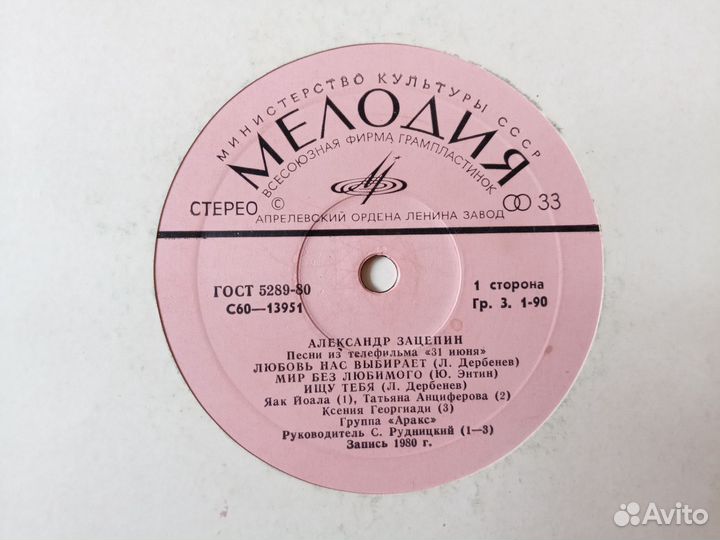 МИНИСТЕРСТВО КУЛЬТУРЫ СССР
МЕЛОДИЯ
ВСЕСОЮЗНАЯ ФИРМА ГРАМПЛАСТИНОК
СТЕРЕО ©
33
АПРЕЛЕВСКИЙ ОРДЕНА ЛЕНИНА ЗАВОД
ГОСТ 5289-80
С60—13951
1 сторона
Гр. 3. 1-90
АЛЕКСАНДР ЗАЦЕПИН
Песни из телефильма «31 июня»
ЛЮБОВЬ НАС ВЫБИРАЕТ (Л. Дербенев)
МИР БЕЗ ЛЮБИМОГО (Ю. Энтин)
ИЩУ ТЕБЯ (Л. Дербенев)
Яак Йоала (1), Татьяна Анциферова (2)
Ксения Георгиади (3)
Группа «Аракс»
Руководитель С. Рудницкий (1—3)
Запись 1980 г.
Avito